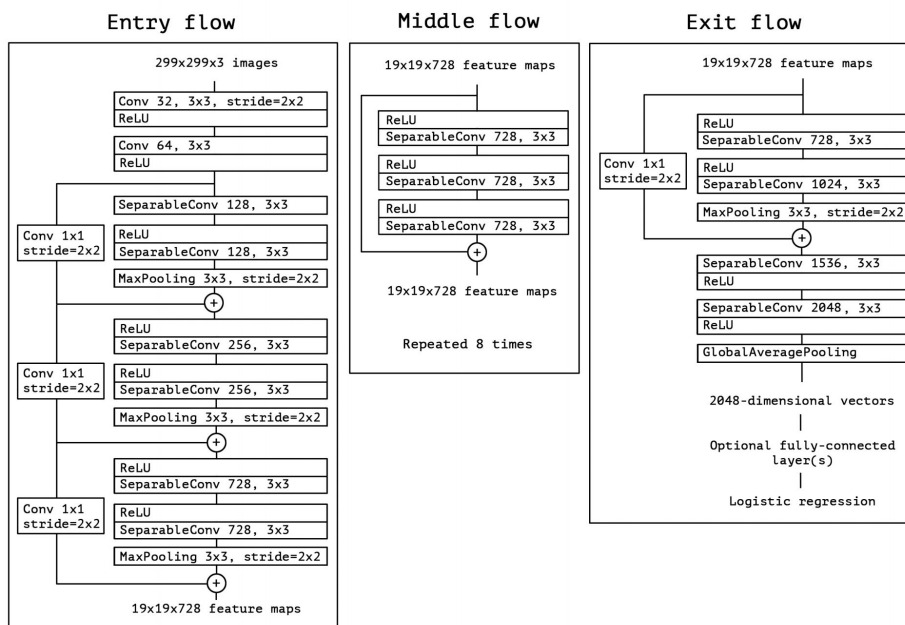 Entry flow
299x299x3 images
Conv 32, 3x3, stride=2x2
ReLU
Conv 64, 3x3
ReLU
SeparableConv 128, 3x3
Conv 1x1
stride=2x2
ReLU
SeparableConv 128, 3x3
MaxPooling 3x3, stride=2x2
+
ReLU
SeparableConv 256, 3x3
Conv 1x1
stride=2x2
ReLU
SeparableConv 256, 3x3
MaxPooling 3x3, stride=2x2
+
ReLU
SeparableConv 728, 3x3
Conv 1x1
stride=2x2
ReLU
SeparableConv 728, 3x3
MaxPooling 3x3, stride=2x2
+
19x19x728 feature maps
Middle flow
19x19x728 feature maps
ReLU
SeparableConv 728, 3x3
ReLU
SeparableConv 728, 3x3
ReLU
SeparableConv 728, 3x3
+
19x19x728 feature maps
Repeated 8 times
Exit flow
19x19x728 feature maps
ReLU
SeparableConv 728, 3x3
Conv 1x1
stride=2x2
ReLU
SeparableConv 1024, 3x3
MaxPooling 3x3, stride=2x2
+
SeparableConv 1536, 3x3
ReLU
SeparableConv 2048, 3x3
ReLU
GlobalAveragePooling
2048-dimensional vectors
Optional fully-connected
layer(s)
Logistic regression